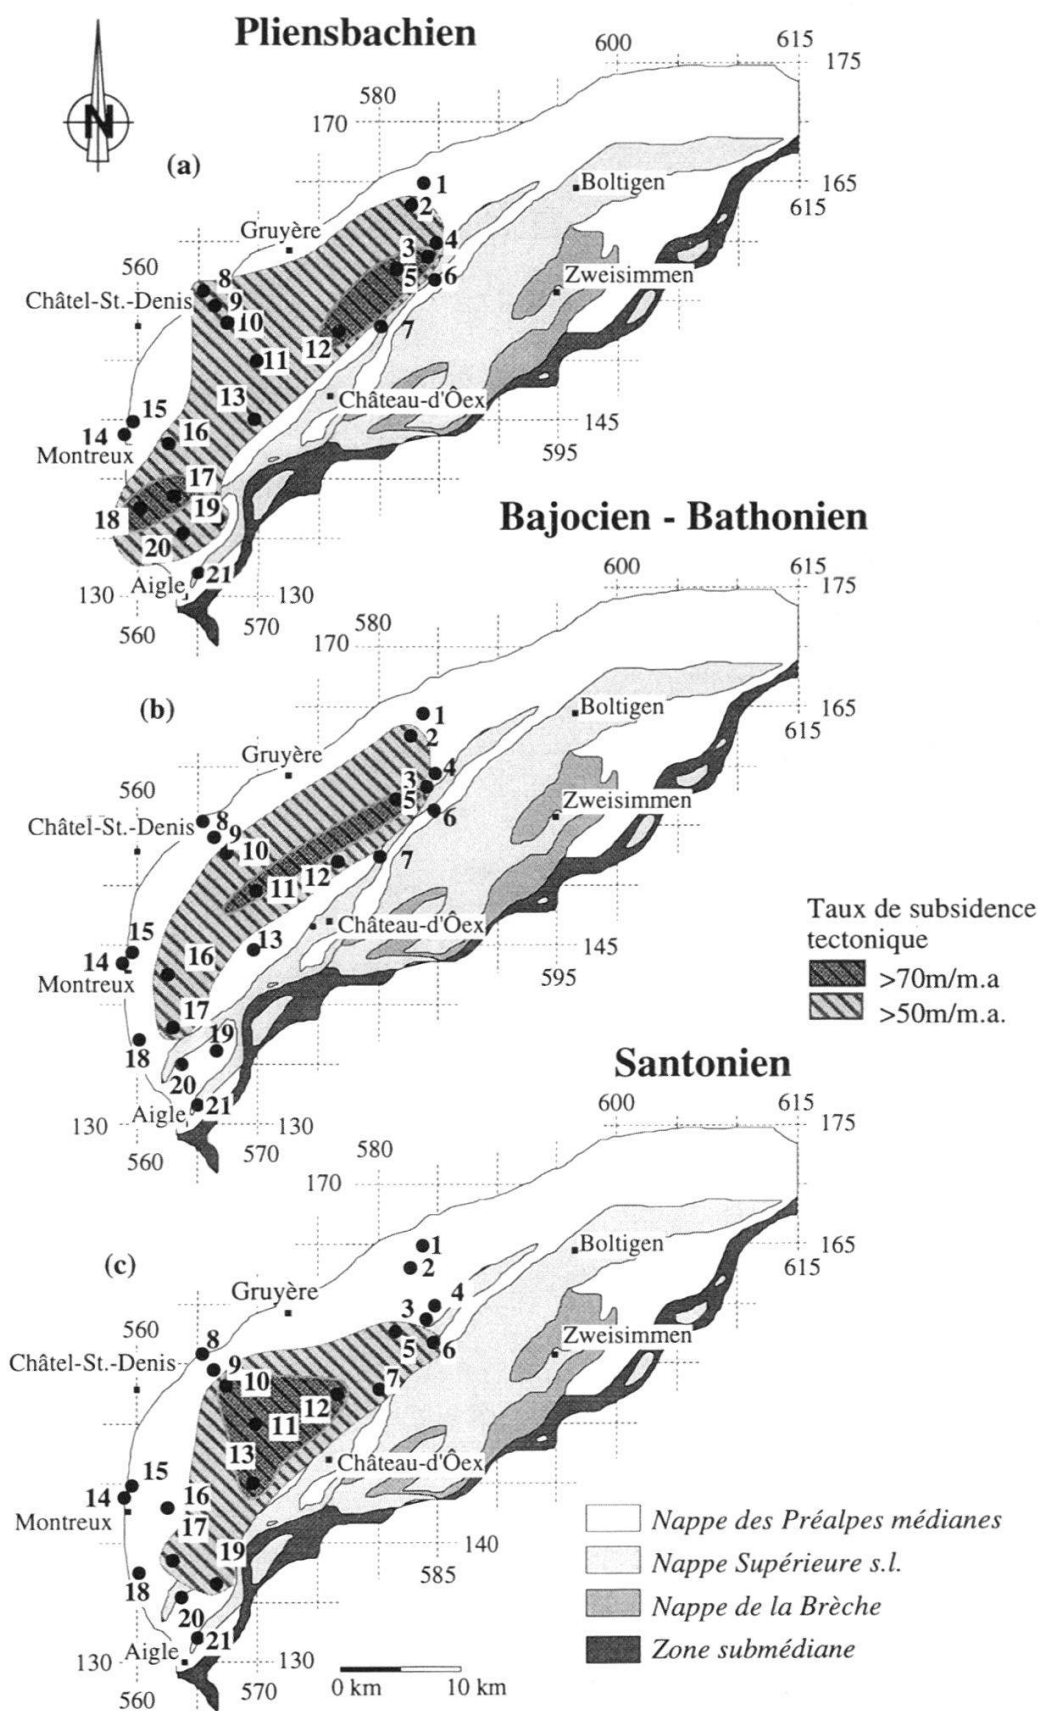 Pliensbachien
N
(a)
600
615
175
580
170
1
2
Boltigen
165
615
Gruyère
3
4
5
6
Zweisimmen
560
8
Châtel-St.-Denis
9
10
7
12
11
13
Château-d'Öex
15
14
16
Montreux
145
595
17
18
19
20
Aigle
21
130
130
560
570
Bajocien - Bathonien
(b)
600
615
175
580
170
1
2
Boltigen
165
615
Gruyère
3
4
5
6
Zweisimmen
560
8
Châtel-St.-Denis
9
10
7
12
11
13
Château-d'Öex
15
14
16
Montreux
145
595
17
18
19
20
Aigle
21
130
130
560
570
Taux de subsidence
tectonique
>70m/m.a
>50m/m.a.
Santonien
(c)
600
615
175
580
170
1
2
Boltigen
165
615
Gruyère
3
4
5
6
Zweisimmen
560
8
Châtel-St.-Denis
9
10
7
12
11
13
Château-d'Öex
15
14
16
Montreux
17
18
19
140
585
20
21
Aigle
130
130
560
570
0 km
10 km
Nappe des Préalpes médianes
Nappe Supérieure s.l.
Nappe de la Brèche
Zone submédiane